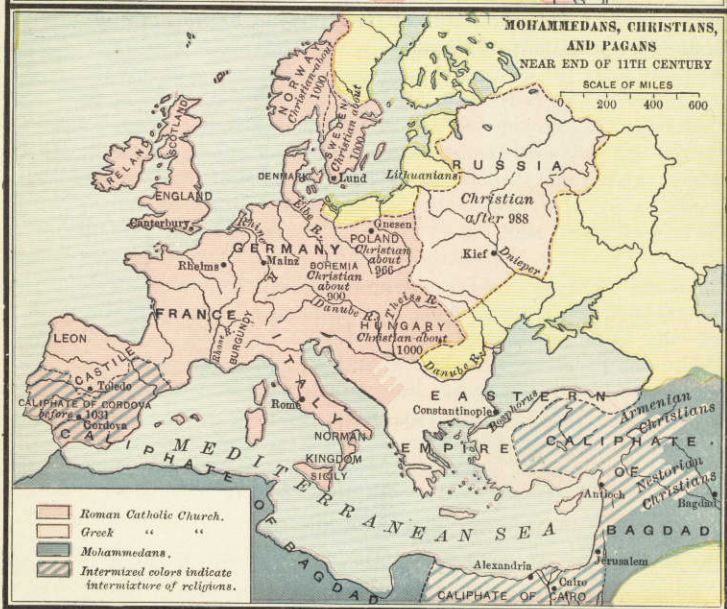 MOHAMMEDANS, CHRISTIANS,
AND PAGANS
NEAR END OF 11TH CENTURY
SCALE OF MILES
0 200 400 600
NORWAY
Christian about
1000
SWEDEN
Christian about
1000
SCOTLAND
IRELAND
ENGLAND
Canterbury
DENMARK
Lund
Lithuanians
RUSSIA
Christian
after 988
Kief
Dnieper
Elbe R.
Rhine
GERMANY
Gnesen
POLAND
Christian
about
966
Rheims
Mainz
BOHEMIA
Christian
about
900
FRANCE
Danube R.
Theiss R.
HUNGARY
Christian about
1000
Rhone R.
BURGUNDY
Danube R.
LEON
CASTILE
Toledo
CALIPHATE OF CORDOVA
before 1031
Cordova
ITALY
Rome
NORMAN
KINGDOM
SICILY
EASTERN
EMPIRE
Constantinople
Bosphorus
Armenian
Christians
CALIPHATE
OF
BAGDAD
Nestorian
Christians
Antioch
Bagdad
Jerusalem
MEDITERRANEAN SEA
CALIPHATE OF BAGDAD
Alexandria
Cairo
CALIPHATE OF CAIRO
Roman Catholic Church.
Greek “ “
Mohammedans.
Intermixed colors indicate
intermixture of religions.